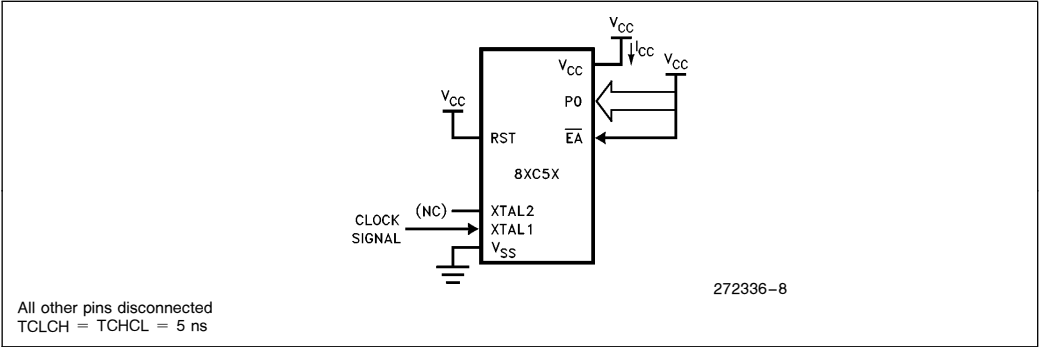 VCC
ICC
VCC
VCC
VCC
P0
RST
EA
8XC5X
(NC)
XTAL2
CLOCK
SIGNAL
XTAL1
VSS
272336–8
All other pins disconnected
TCLCH = TCHCL = 5 ns